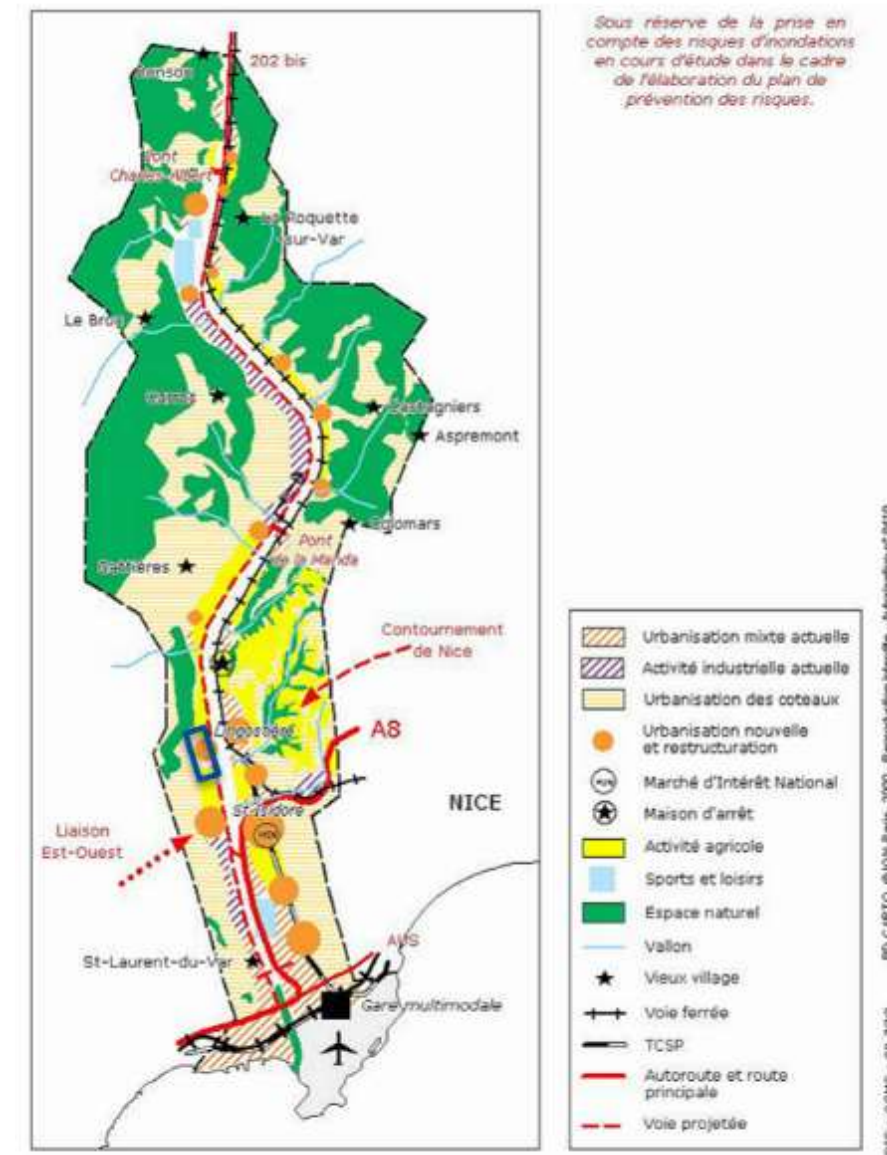 Sous réserve de la prise en
compte des risques d'inondations
en cours d'étude dans le cadre
de l'élaboration du plan de
prévention des risques.
202 bis
Bonson
Pont
Charles-Albert
La Roquette
sur-Var
Le Broc
Carros
Castagniers
Aspremont
Colomars
Pont
de la Manda
Gattières
Contournement
de Nice
Lingostière
A8
St-Isidore
NICE
MIN
Liaison
Est-Ouest
St-Laurent-du-Var
Gare multimodale
Urbanisation mixte actuelle
Activité industrielle actuelle
Urbanisation des coteaux
Urbanisation nouvelle
et restructuration
MIN
Marché d'Intérêt National
Maison d'arrêt
Activité agricole
Sports et loisirs
Espace naturel
Vallon
Vieux village
Voie ferrée
TCSP
Autoroute et route
principale
Voie projetée